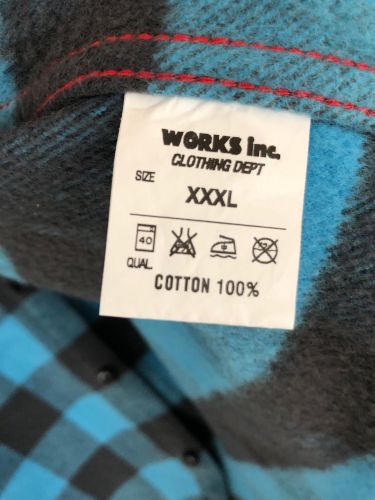 WORKS inc.
CLOTHING DEPT
SIZE
XXXL
40
QUAL.
COTTON 100%